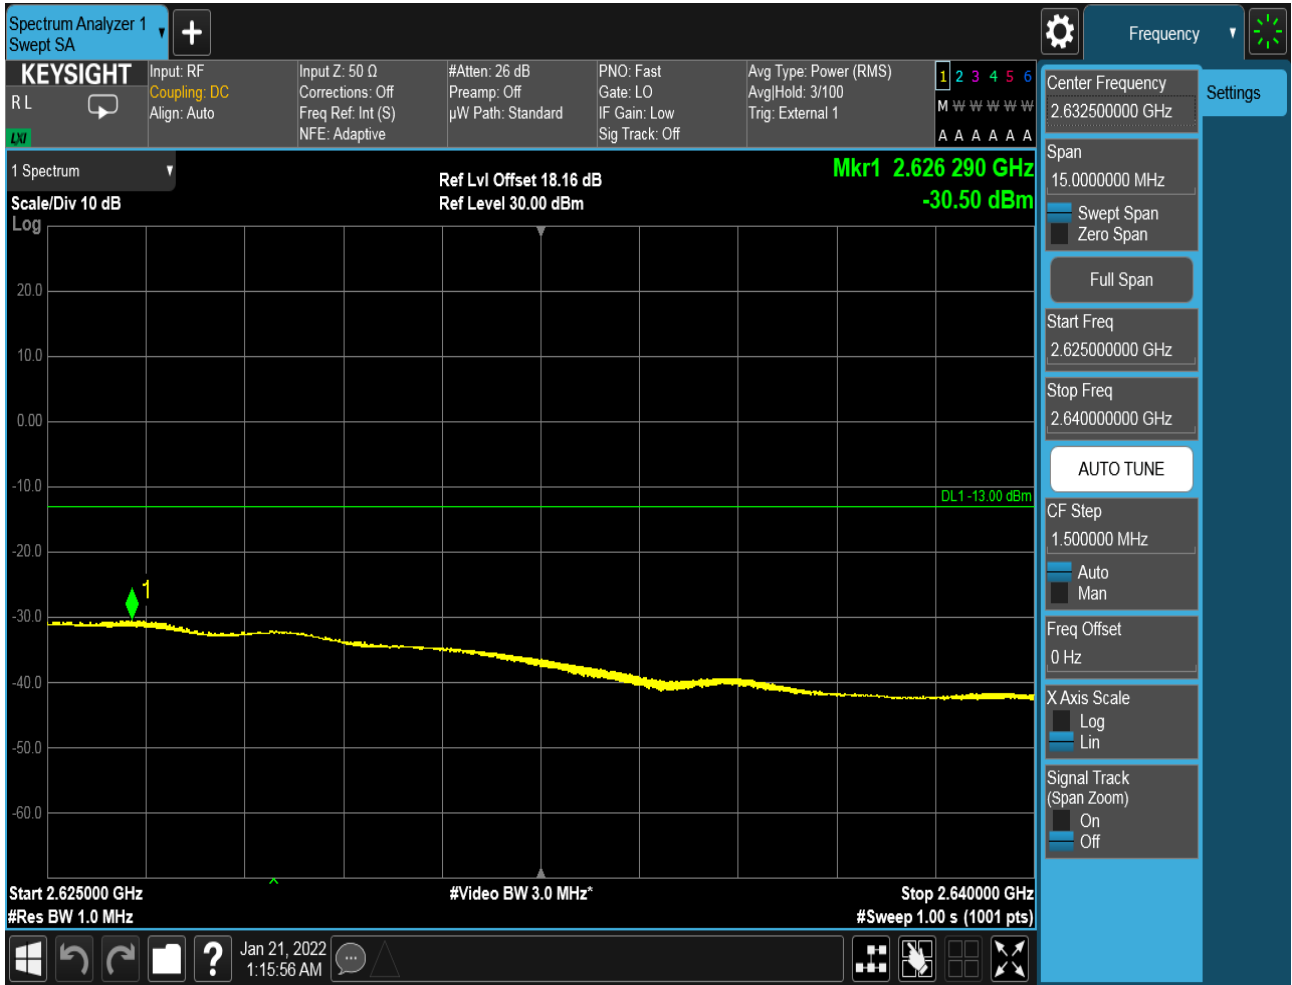 Spectrum Analyzer 1
Swept SA
Frequency
KEYSIGHT
R L
LXI
Input: RF
Coupling: DC
Align: Auto
Input Z: 50 Ω
Corrections: Off
Freq Ref: Int (S)
NFE: Adaptive
#Atten: 26 dB
Preamp: Off
µW Path: Standard
PNO: Fast
Gate: LO
IF Gain: Low
Sig Track: Off
Avg Type: Power (RMS)
Avg|Hold: 3/100
Trig: External 1
1 2 3 4 5 6
M W W W W W
A A A A A A
1 Spectrum
Scale/Div 10 dB
Log
Ref Lvl Offset 18.16 dB
Ref Level 30.00 dBm
Mkr1 2.626 290 GHz
-30.50 dBm
20.0
10.0
0.00
-10.0
-20.0
-30.0
-40.0
-50.0
-60.0
DL1 -13.00 dBm
1
Start 2.625000 GHz
#Res BW 1.0 MHz
#Video BW 3.0 MHz*
Stop 2.640000 GHz
#Sweep 1.00 s (1001 pts)
Jan 21, 2022
1:15:56 AM
Center Frequency
2.632500000 GHz
Span
15.0000000 MHz
Swept Span
Zero Span
Full Span
Start Freq
2.625000000 GHz
Stop Freq
2.640000000 GHz
AUTO TUNE
CF Step
1.500000 MHz
Auto
Man
Freq Offset
0 Hz
X Axis Scale
Log
Lin
Signal Track
(Span Zoom)
On
Off
Settings